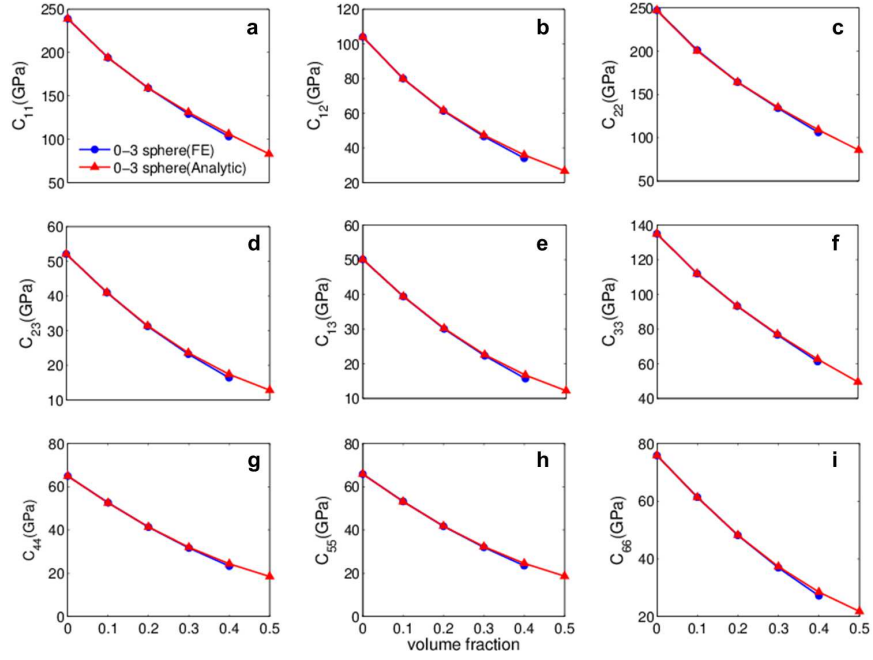 a
250
200
150
100
50
C11(GPa)
0–3 sphere(FE)
0–3 sphere(Analytic)
b
120
100
80
60
40
20
C12(GPa)
c
250
200
150
100
50
C22(GPa)
d
60
50
40
30
20
10
C23(GPa)
e
60
50
40
30
20
10
C13(GPa)
f
140
120
100
80
60
40
C33(GPa)
g
80
60
40
20
0
C44(GPa)
0 0.1 0.2 0.3 0.4 0.5
h
80
60
40
20
0
C55(GPa)
0 0.1 0.2 0.3 0.4 0.5
volume fraction
i
80
60
40
20
C66(GPa)
0 0.1 0.2 0.3 0.4 0.5